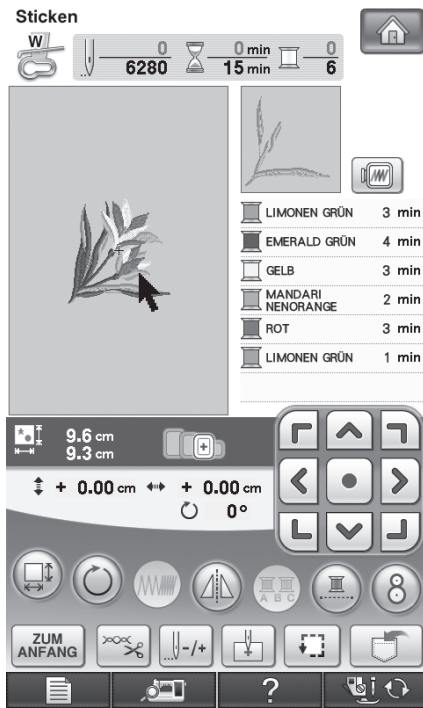 Sticken
W
0 0 min 0
6280 15 min 6
LIMONEN GRÜN 3 min
EMERALD GRÜN 4 min
GELB 3 min
MANDARI
NENORANGE 2 min
ROT 3 min
LIMONEN GRÜN 1 min
9.6 cm
9.3 cm
+ 0.00 cm + 0.00 cm
0°
A B C
8
ZUM
ANFANG
-/+
?